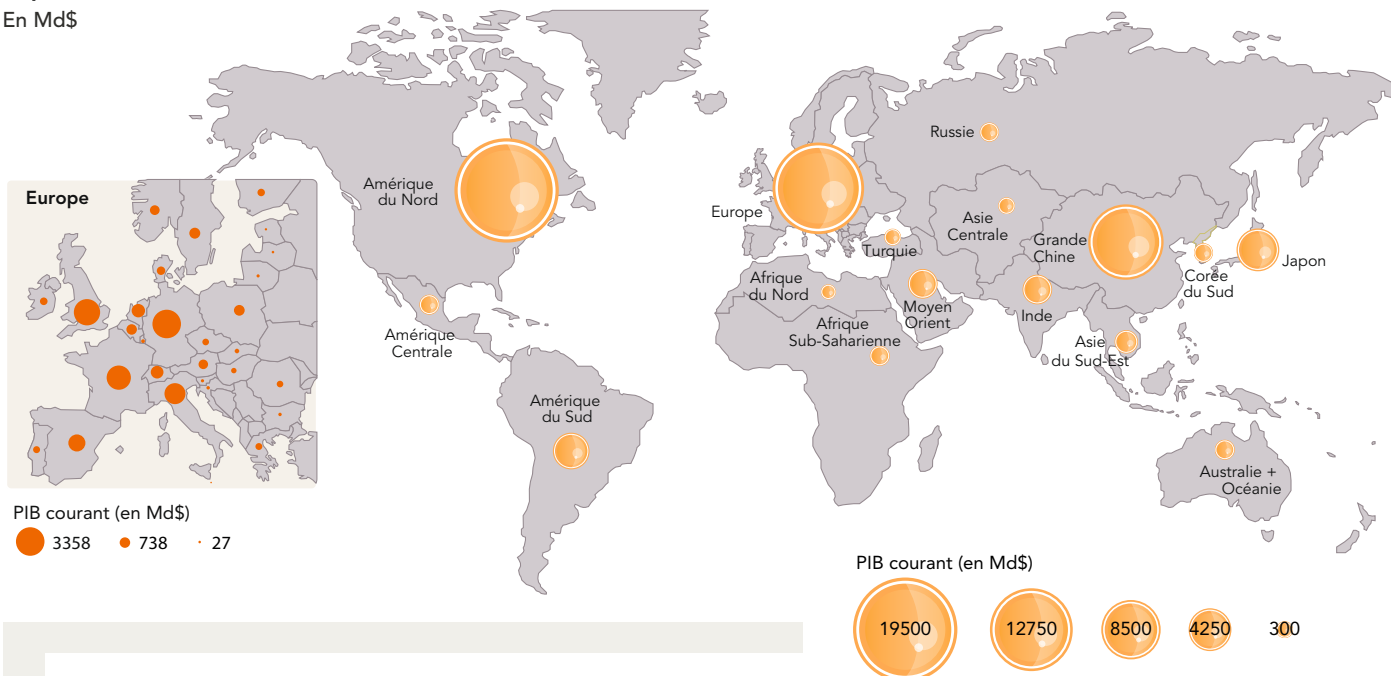 En Md$
Russie
Amérique
du Nord
Europe
Europe
Asie
Centrale
Grande
Chine
Turquie
Japon
Corée
du Sud
Afrique
du Nord
Moyen
Orient
Inde
Afrique
Sub-Saharienne
Asie
du Sud-Est
Amérique
Centrale
Amérique
du Sud
Australie +
Océanie
PIB courant (en Md$)
3358 738 27
PIB courant (en Md$)
19500 12750 8500 4250 300